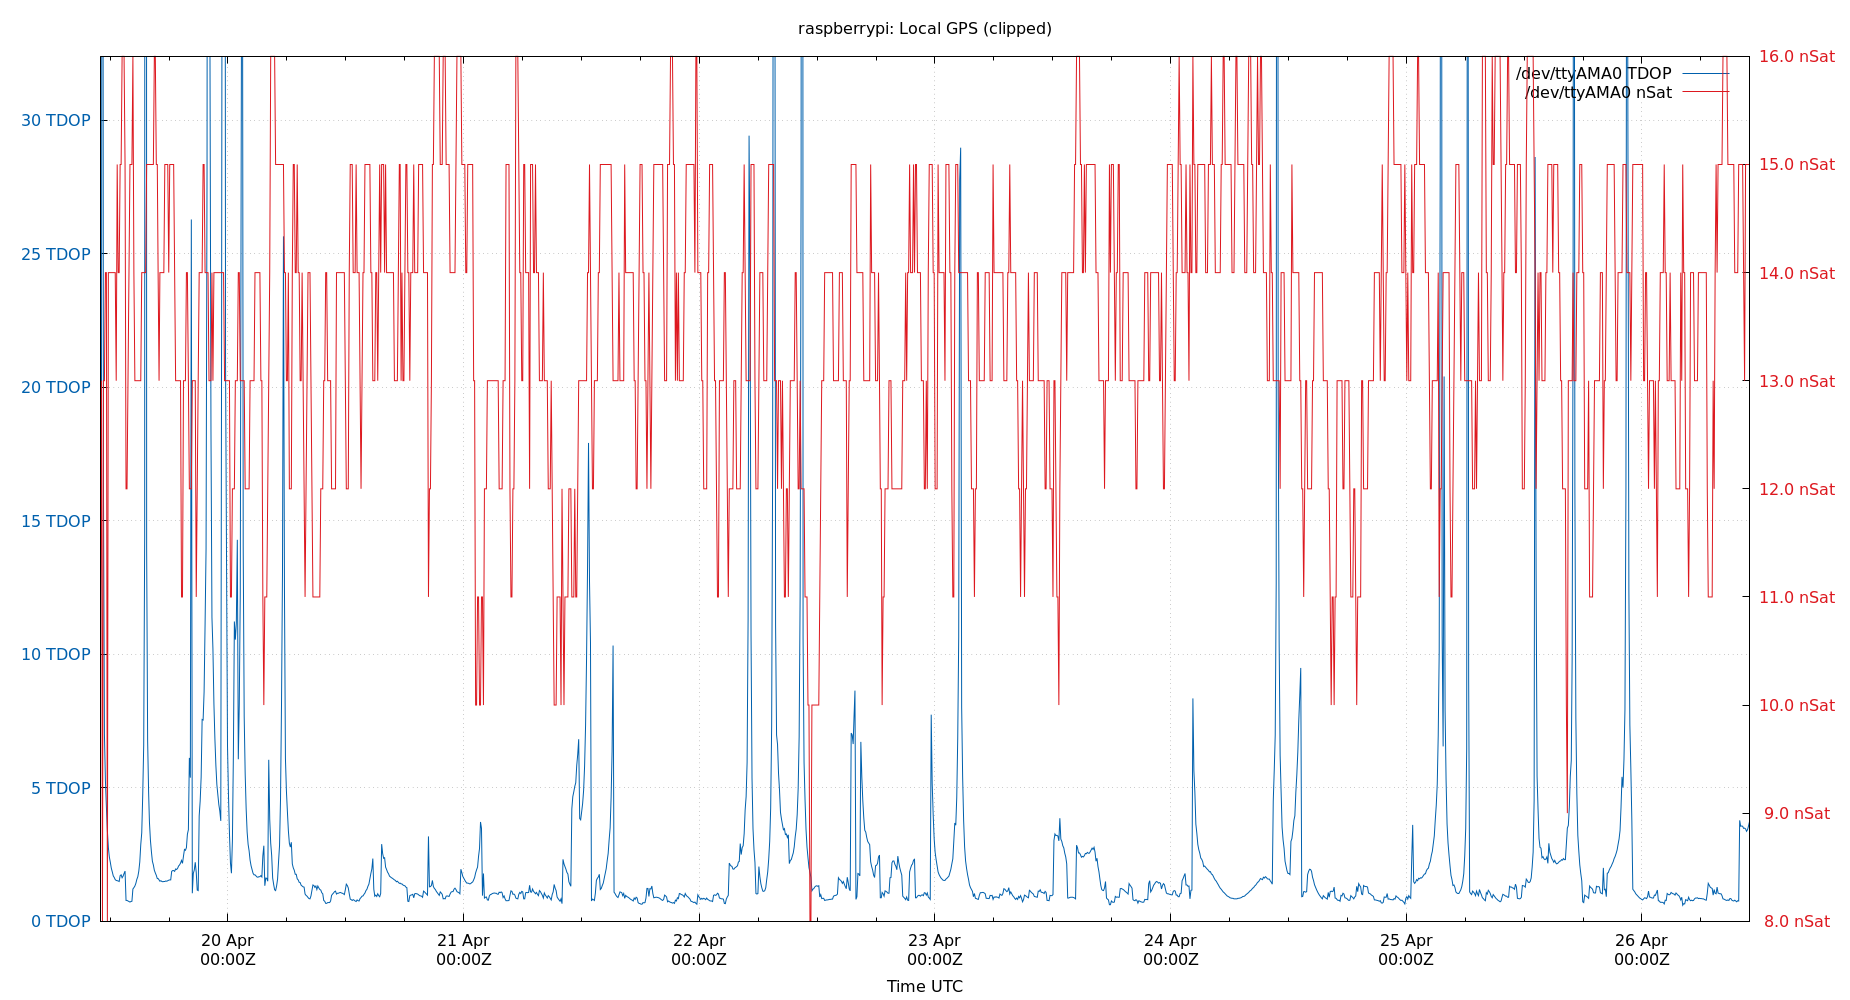 raspberrypi: Local GPS (clipped)
/dev/ttyAMA0 TDOP
/dev/ttyAMA0 nSat
30 TDOP
25 TDOP
20 TDOP
15 TDOP
10 TDOP
5 TDOP
0 TDOP
16.0 nSat
15.0 nSat
14.0 nSat
13.0 nSat
12.0 nSat
11.0 nSat
10.0 nSat
9.0 nSat
8.0 nSat
20 Apr 21 Apr 22 Apr 23 Apr 24 Apr 25 Apr 26 Apr
00:00Z 00:00Z 00:00Z 00:00Z 00:00Z 00:00Z 00:00Z
Time UTC